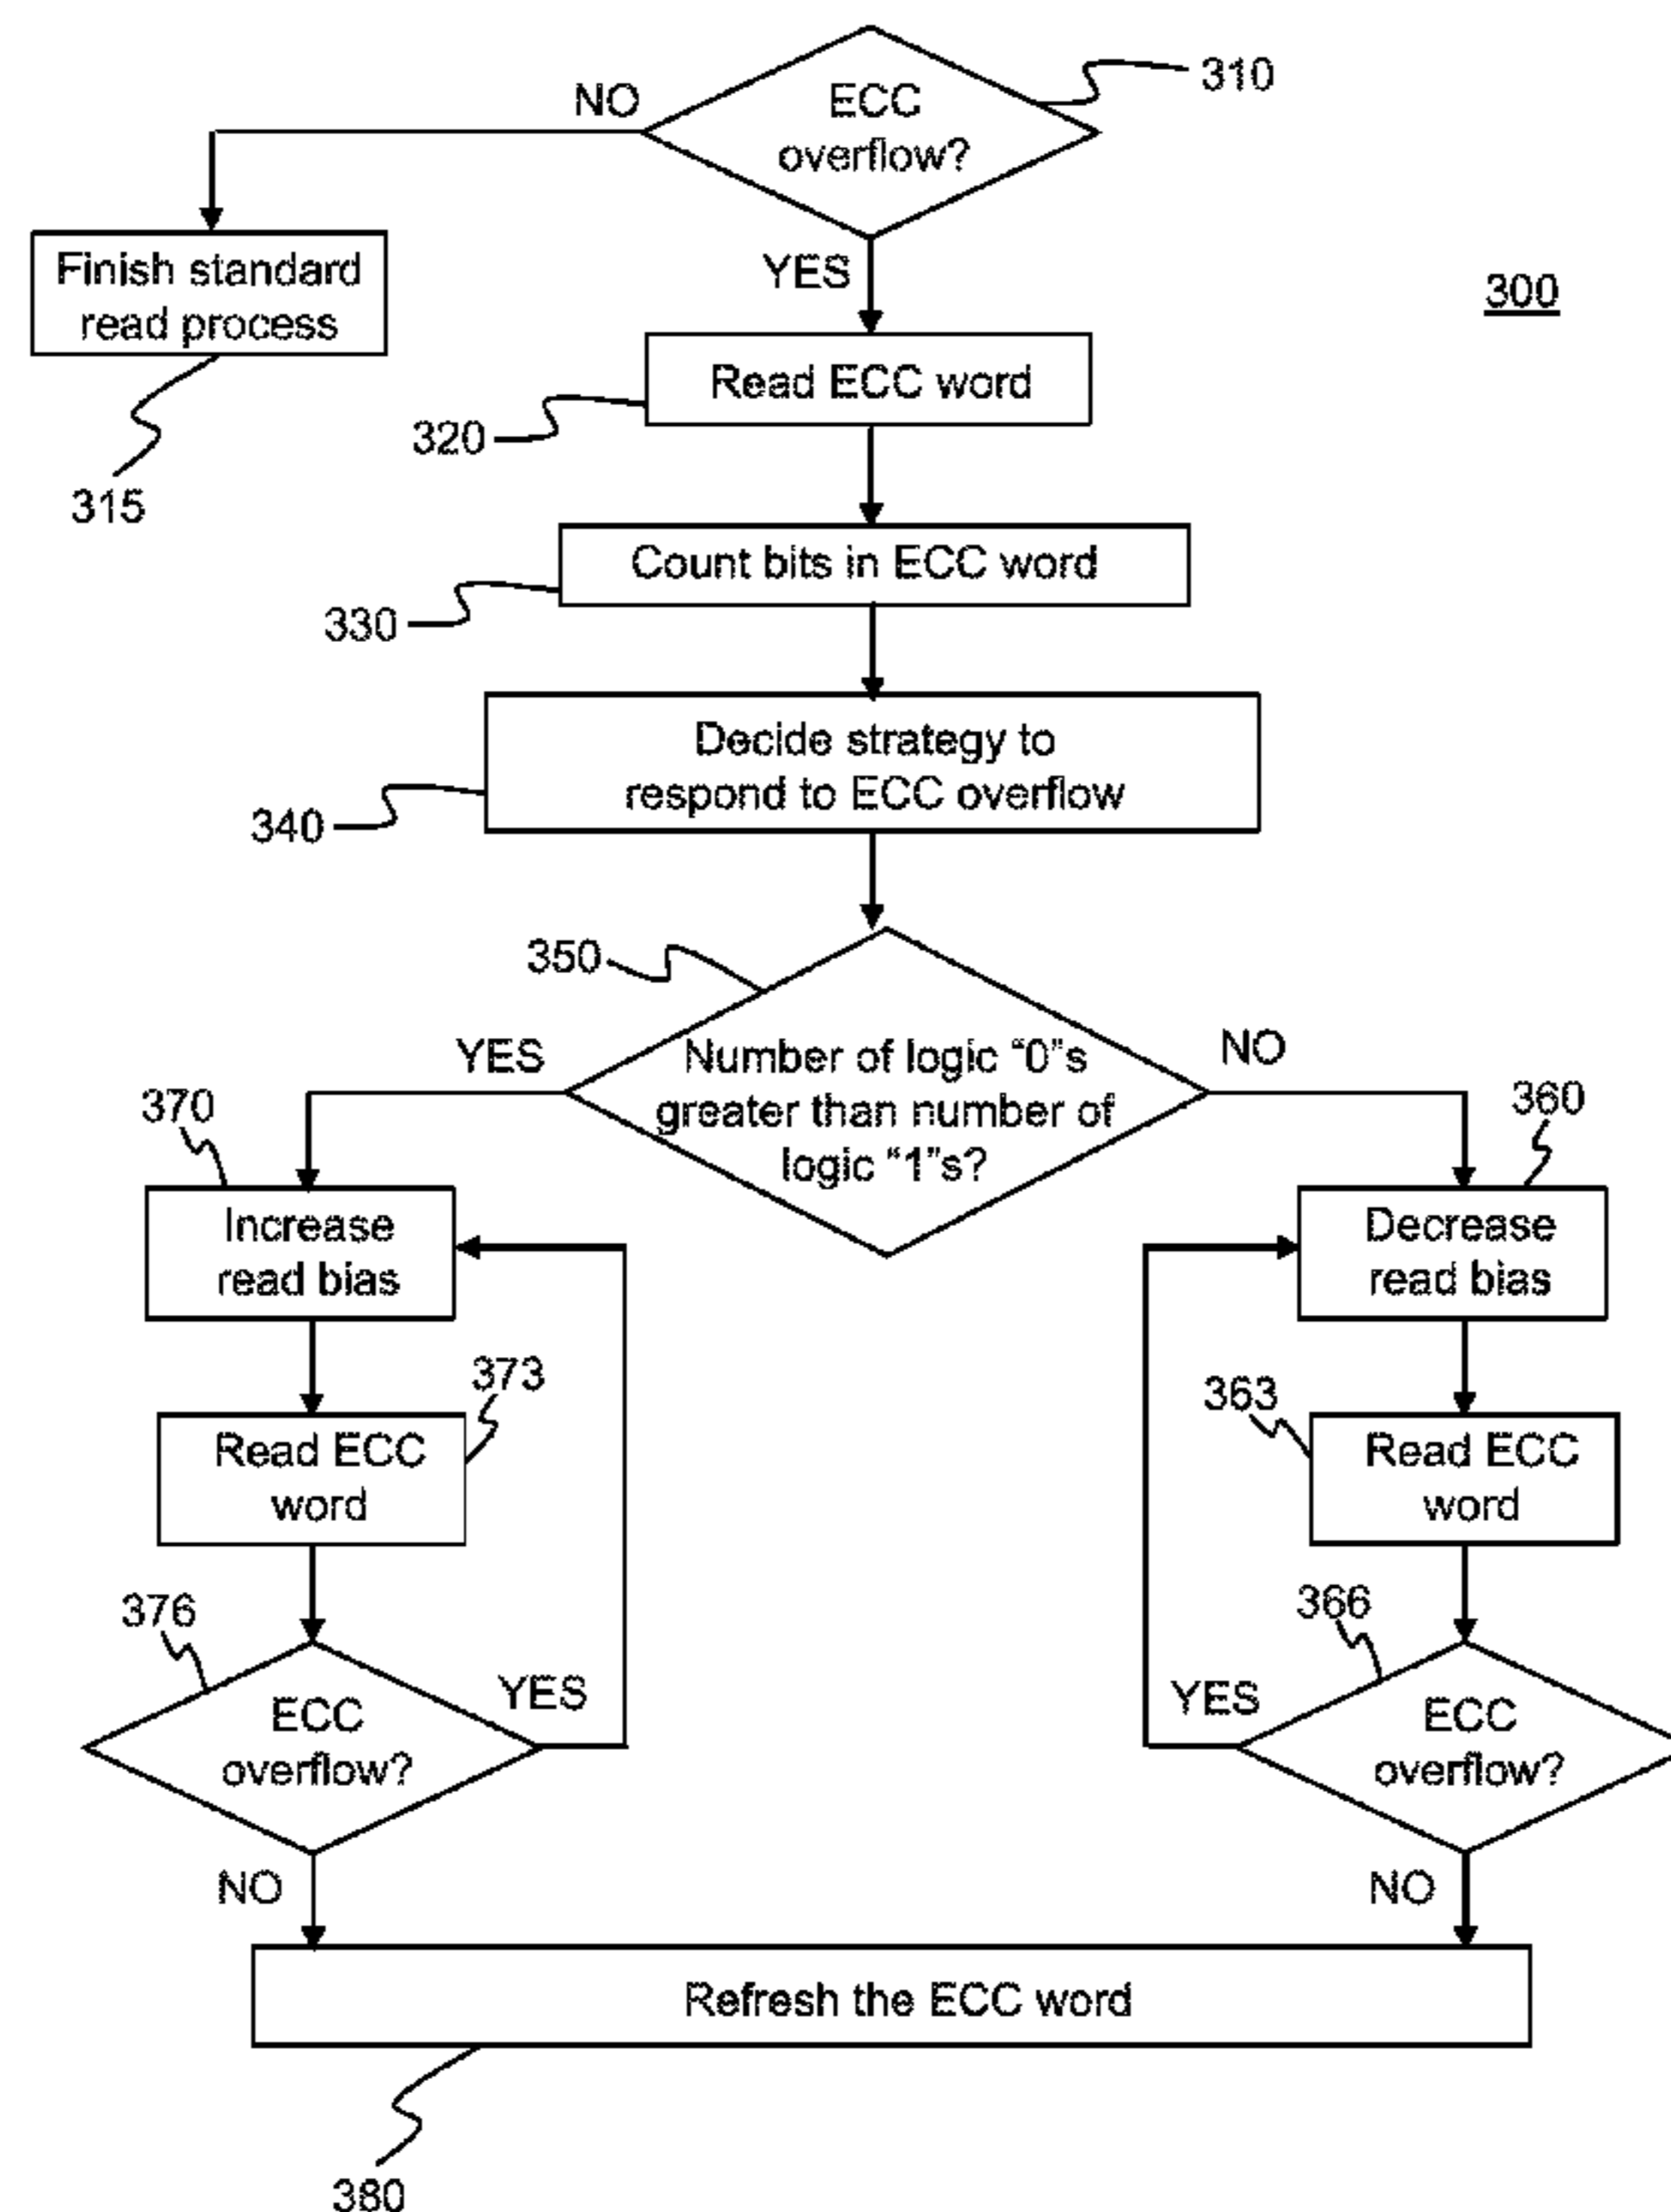 310
NO
ECC
overflow?
Finish standard
read process
YES
300
Read ECC word
320
315
Count bits in ECC word
330
Decide strategy to
respond to ECC overflow
340
350
YES
Number of logic “0”s
greater than number of
logic “1”s?
NO
370
360
Increase
read bias
Decrease
read bias
373
363
Read ECC
word
Read ECC
word
376
366
ECC
overflow?
YES
YES
ECC
overflow?
NO
NO
Refresh the ECC word
380